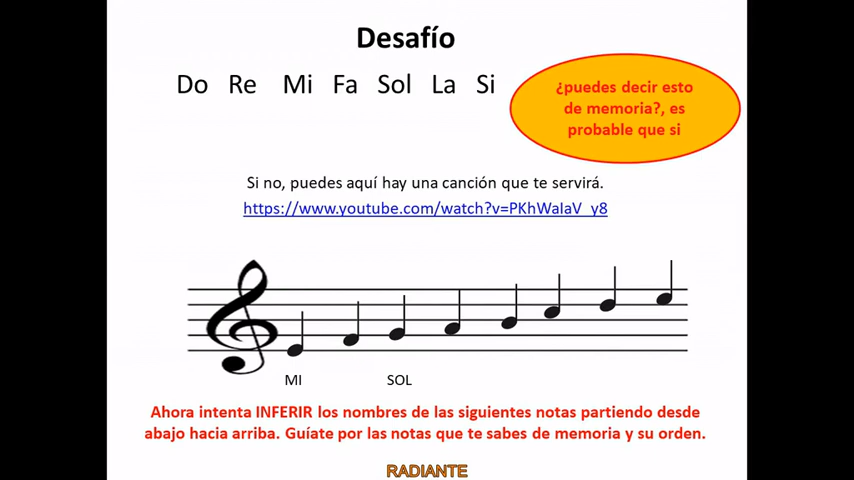 Desafío
Do Re Mi Fa Sol La Si
¿puedes decir esto
de memoria?, es
probable que si
Si no, puedes aquí hay una canción que te servirá.
https://www.youtube.com/watch?v=PKhWaIaV_y8
MI SOL
Ahora intenta INFERIR los nombres de las siguientes notas partiendo desde
abajo hacia arriba. Guíate por las notas que te sabes de memoria y su orden.
RADIANTE